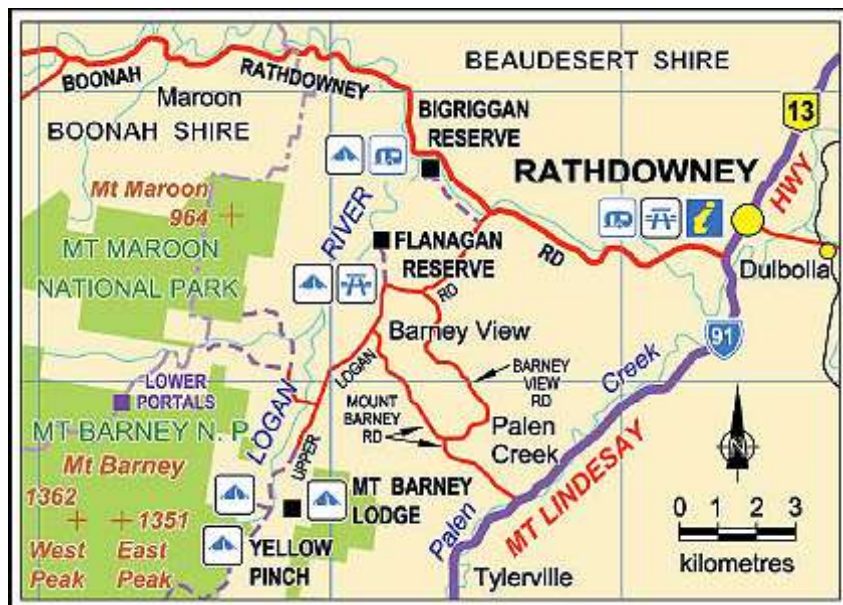 BEAUDESERT SHIRE
BOONAH
RATHDOWNEY
Maroon
BOONAH SHIRE
BIGRIGGAN
RESERVE
13
RATHDOWNEY
HWY
Mt Maroon
964
MT MAROON
NATIONAL PARK
RIVER
FLANAGAN
RESERVE
i
RD
Dulbolla
RD
Barney View
91
LOGAN
BARNEY
VIEW
RD
Creek
LOWER
PORTALS
LOGAN
MOUNT
BARNEY
RD
Palen
Creek
MT BARNEY N. P
Mt Barney
UPPER
MT BARNEY
LODGE
1362
1351
West
Peak
East
Peak
YELLOW
PINCH
Palen
MT LINDESAY
Tylerville
N
0 1 2 3
kilometres